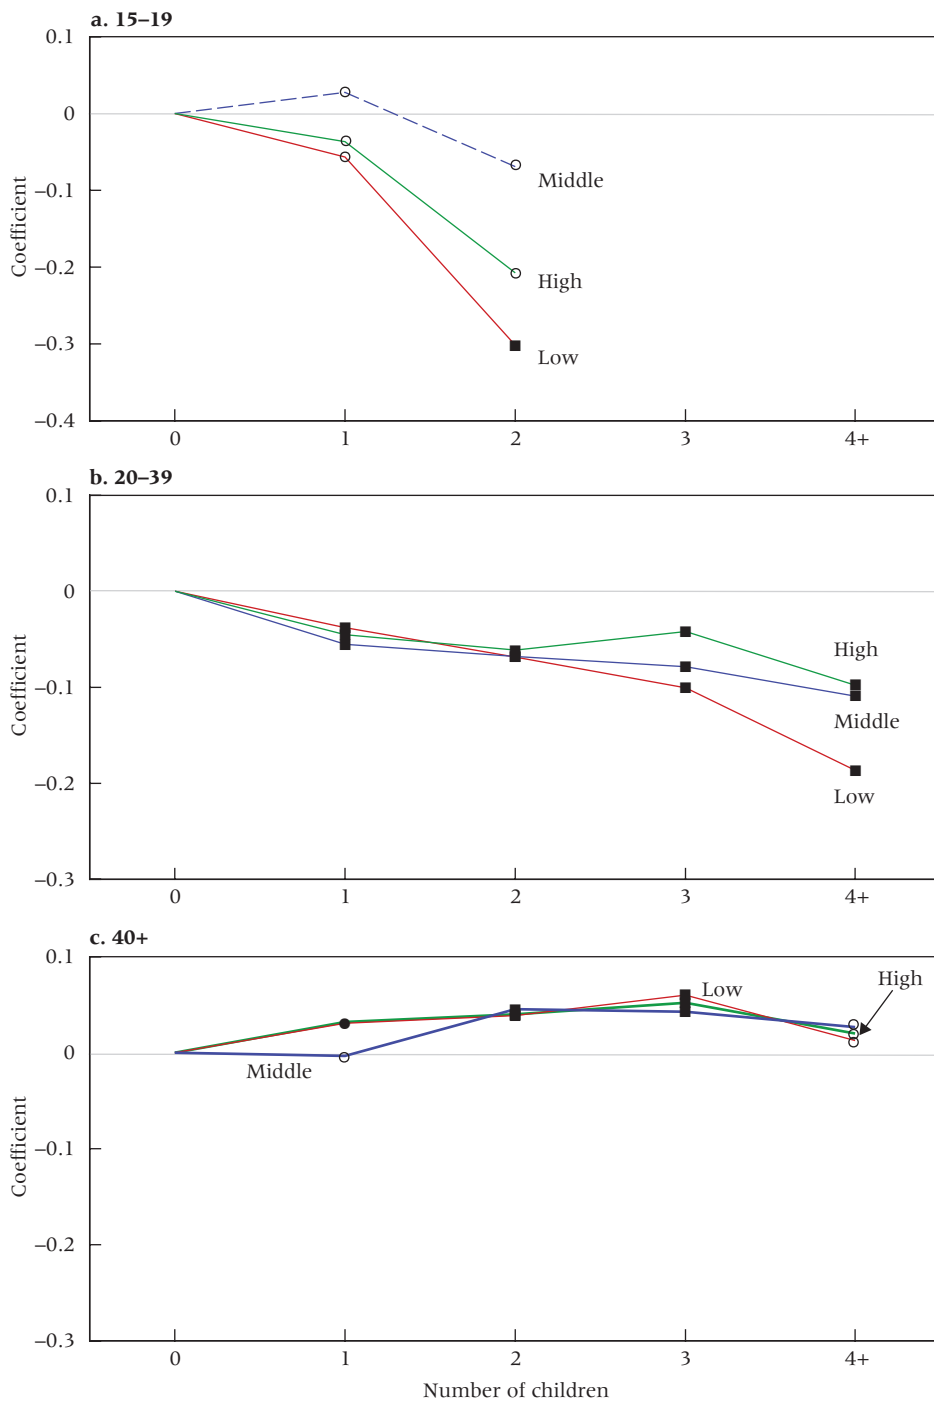 a. 15–19
0.1
0
–0.1
–0.2
–0.3
–0.4
Coefficient
Middle
High
Low
0 1 2 3 4+
b. 20–39
0.1
0
–0.1
–0.2
–0.3
Coefficient
High
Middle
Low
0 1 2 3 4+
c. 40+
0.1
0
–0.1
–0.2
–0.3
Coefficient
Low
High
Middle
0 1 2 3 4+
Number of children